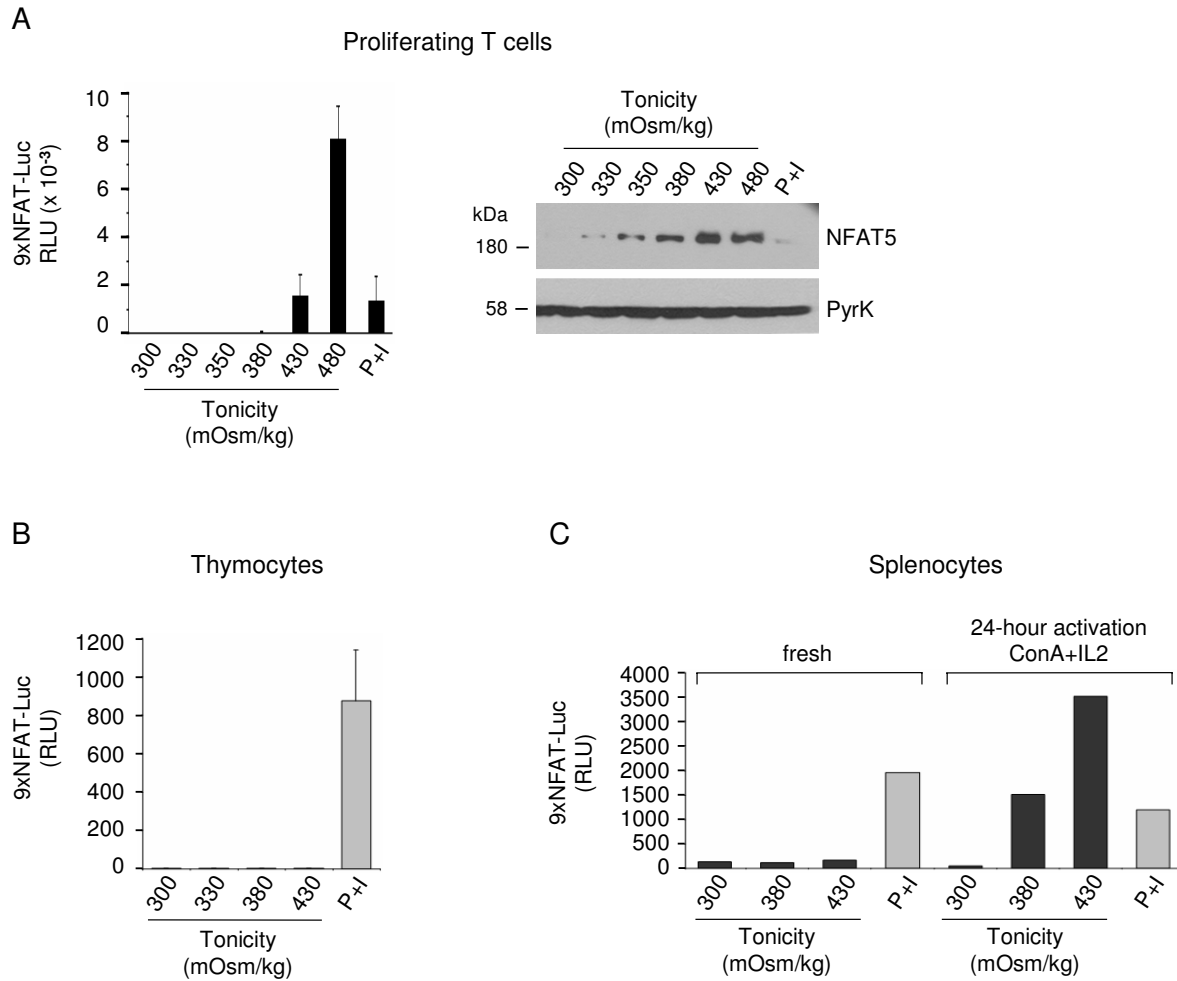 A
Proliferating T cells
9xNFAT-Luc
RLU (x 10⁻³)
10
8
6
4
2
0
300 330 350 380 430 480 P+I
Tonicity
(mOsm/kg)
Tonicity
(mOsm/kg)
300 330 350 380 430 480 P+I
kDa
180 NFAT5
58 PyrK
B
Thymocytes
9xNFAT-Luc
(RLU)
1200
1000
800
600
400
200
0
300 330 380 430 P+I
Tonicity
(mOsm/kg)
C
Splenocytes
fresh
24-hour activation
ConA+IL2
9xNFAT-Luc
(RLU)
4000
3500
3000
2500
2000
1500
1000
500
0
300 380 430 P+I 300 380 430 P+I
Tonicity
(mOsm/kg)
Tonicity
(mOsm/kg)